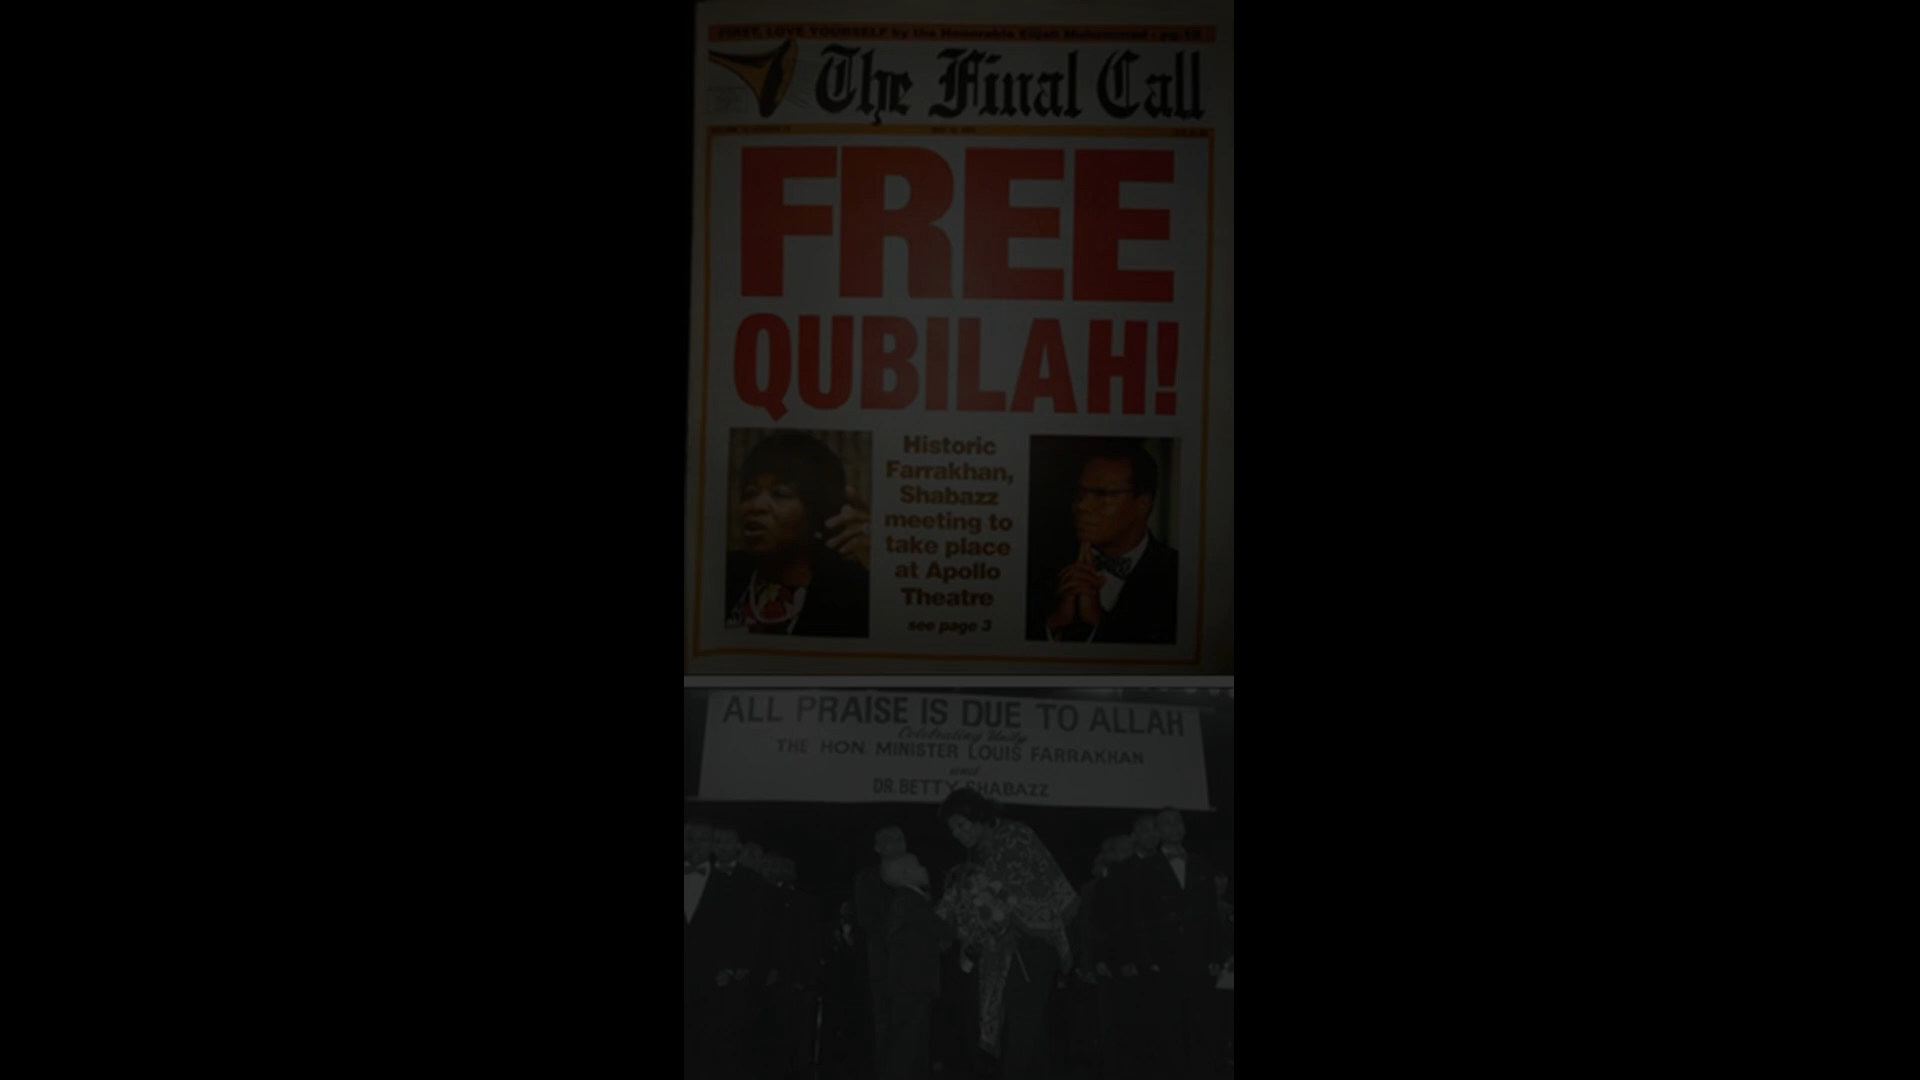 FIRST, LOVE YOURSELF by the Honorable Elijah Muhammad - pg.
The Final Call
FREE
QUBILAH!
Historic
Farrakhan,
Shabazz
meeting to
take place
at Apollo
Theatre
see page 3
ALL PRAISE IS DUE TO ALLAH
Celebrating Unity
THE HON. MINISTER LOUIS FARRAKHAN
and
DR. BETTY SHABAZZ